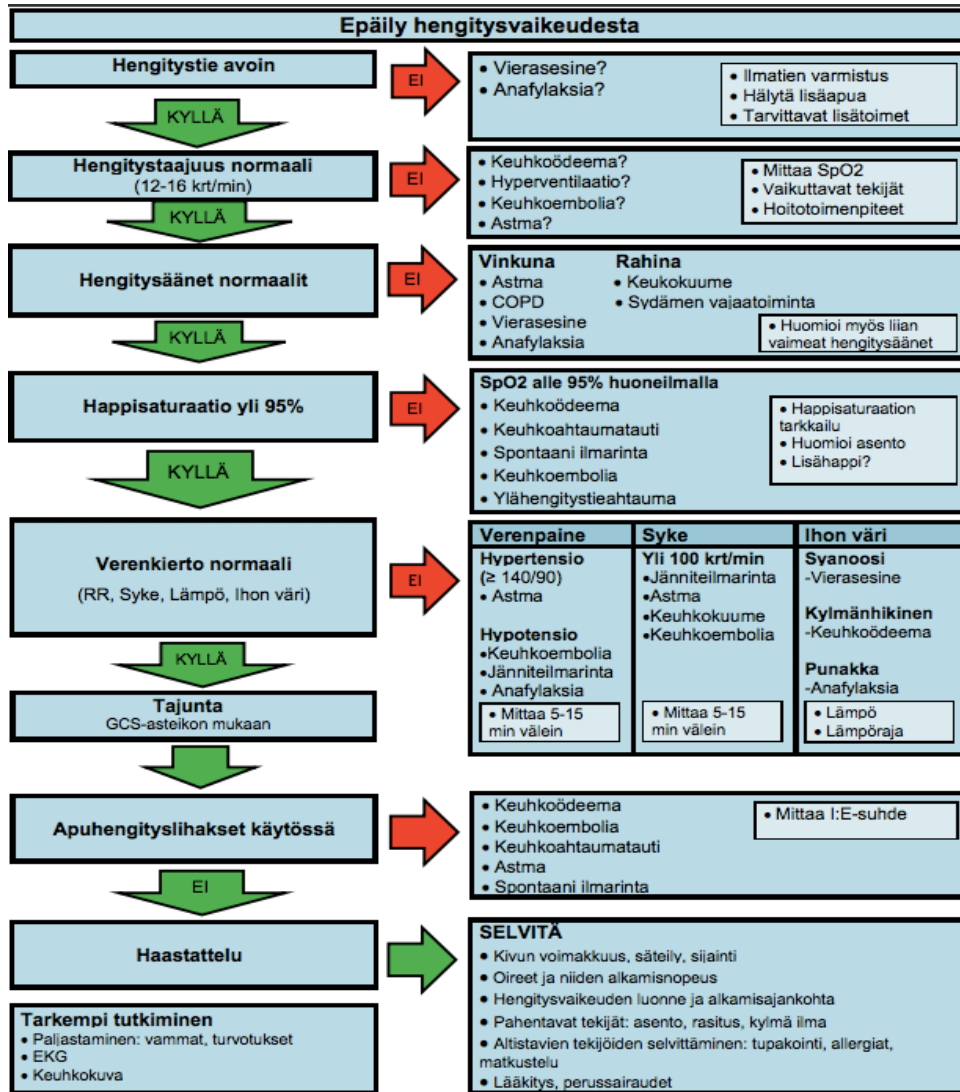 Epäily hengitysvaikeudesta
Hengitystie avoin
EI
• Vierasesine?
• Anafylaksia?
• Ilmatien varmistus
• Hälytä lisäapua
• Tarvittavat lisätoimet
KYLLÄ
Hengitystaajuus normaali
(12-16 krt/min)
EI
• Keuhkoödeema?
• Hyperventilaatio?
• Keuhkoembolia?
• Astma?
• Mittaa SpO2
• Vaikuttavat tekijät
• Hoitotoimenpiteet
KYLLÄ
Hengitysäänet normaalit
EI
Vinkuna
• Astma
• COPD
• Vierasesine
• Anafylaksia
Rahina
• Keukokuume
• Sydämen vajaatoiminta
• Huomioi myös liian
vaimeat hengitysäänet
KYLLÄ
Happisaturaatio yli 95%
EI
SpO2 alle 95% huoneilmalla
• Keuhkoödeema
• Keuhkoahtaumatauti
• Spontaani ilmarinta
• Keuhkoembolia
• Ylähengitystieahtauma
• Happisaturaation
tarkkailu
• Huomioi asento
• Lisähappi?
KYLLÄ
Verenkierto normaali
(RR, Syke, Lämpö, Ihon väri)
EI
Verenpaine
Hypertensio
(≥ 140/90)
• Astma
Hypotensio
•Keuhkoembolia
•Jänniteilmarinta
• Anafylaksia
• Mittaa 5-15
min välein
Syke
Yli 100 krt/min
•Jänniteilmarinta
•Astma
•Keuhkokuume
•Keuhkoembolia
• Mittaa 5-15
min välein
Ihon väri
Syanoosi
-Vierasesine
Kylmänhikinen
-Keuhkoödeema
Punakka
-Anafylaksia
• Lämpö
• Lämpöraja
KYLLÄ
Tajunta
GCS-asteikon mukaan
Apuhengityslihakset käytössä
• Keuhkoödeema
• Keuhkoembolia
• Keuhkoahtaumatauti
• Astma
• Spontaani ilmarinta
• Mittaa I:E-suhde
EI
Haastattelu
SELVITÄ
• Kivun voimakkuus, säteily, sijainti
• Oireet ja niiden alkamisnopeus
• Hengitysvaikeuden luonne ja alkamisajankohta
• Pahentavat tekijät: asento, rasitus, kylmä ilma
• Altistavien tekijöiden selvittäminen: tupakointi, allergiat,
matkustelu
• Lääkitys, perussairaudet
Tarkempi tutkiminen
• Paljastaminen: vammat, turvotukset
• EKG
• Keuhkokuva